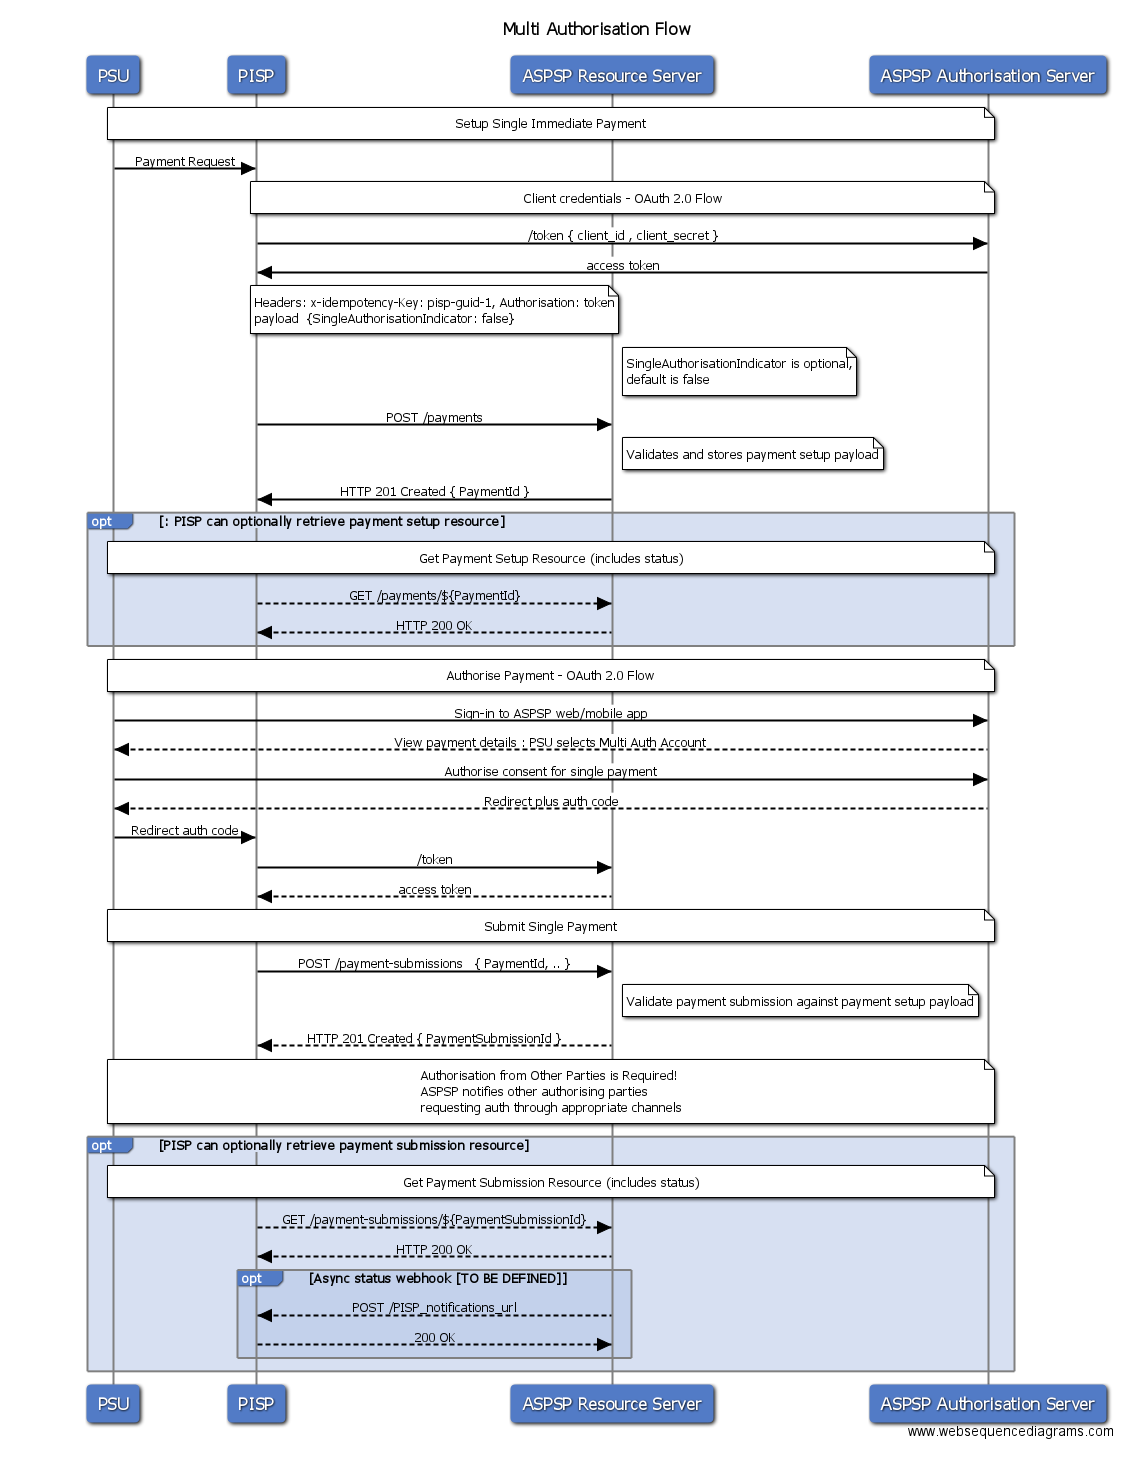 Multi Authorisation Flow
PSU
PISP
ASPSP Resource Server
ASPSP Authorisation Server
Setup Single Immediate Payment
Payment Request
Client credentials - OAuth 2.0 Flow
/token { client_id , client_secret }
access token
Headers: x-idempotency-Key: pisp-guid-1, Authorisation: token
payload {SingleAuthorisationIndicator: false}
SingleAuthorisationIndicator is optional,
default is false
POST /payments
Validates and stores payment setup payload
HTTP 201 Created { PaymentId }
opt
[: PISP can optionally retrieve payment setup resource]
Get Payment Setup Resource (includes status)
GET /payments/${PaymentId}
HTTP 200 OK
Authorise Payment - OAuth 2.0 Flow
Sign-in to ASPSP web/mobile app
View payment details : PSU selects Multi Auth Account
Authorise consent for single payment
Redirect plus auth code
Redirect auth code
/token
access token
Submit Single Payment
POST /payment-submissions { PaymentId, .. }
Validate payment submission against payment setup payload
HTTP 201 Created { PaymentSubmissionId }
Authorisation from Other Parties is Required!
ASPSP notifies other authorising parties
requesting auth through appropriate channels
opt
[PISP can optionally retrieve payment submission resource]
Get Payment Submission Resource (includes status)
GET /payment-submissions/${PaymentSubmissionId}
HTTP 200 OK
opt
[Async status webhook [TO BE DEFINED]]
POST /PISP_notifications_url
200 OK
PSU
PISP
ASPSP Resource Server
ASPSP Authorisation Server
www.websequencediagrams.com